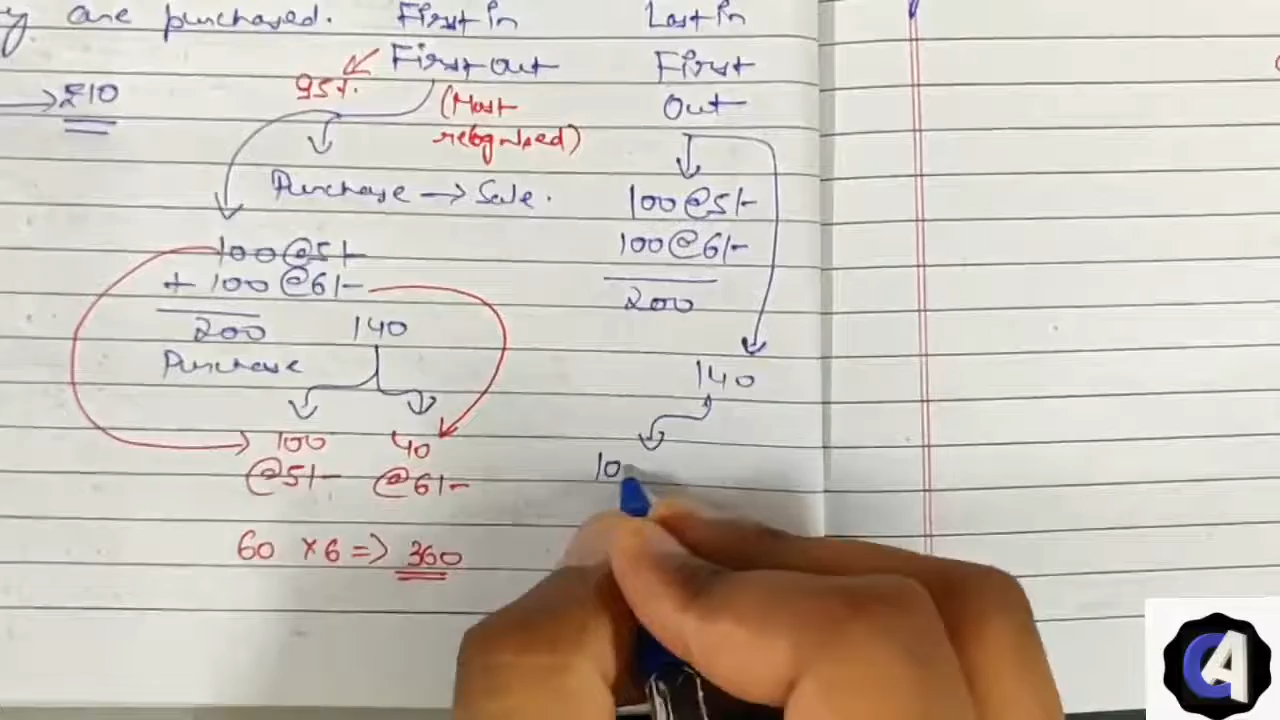 y are purchased.
First in
First out
95%.
(Most
recognised)
→ ₤10
Purchase → Sale.
100@5/-
+ 100@6/-
200
140
Purchase
100
@5/-
40
@6/-
60 × 6 => 360
Last in
First
Out
100@5/-
100@6/-
200
140
10
CA